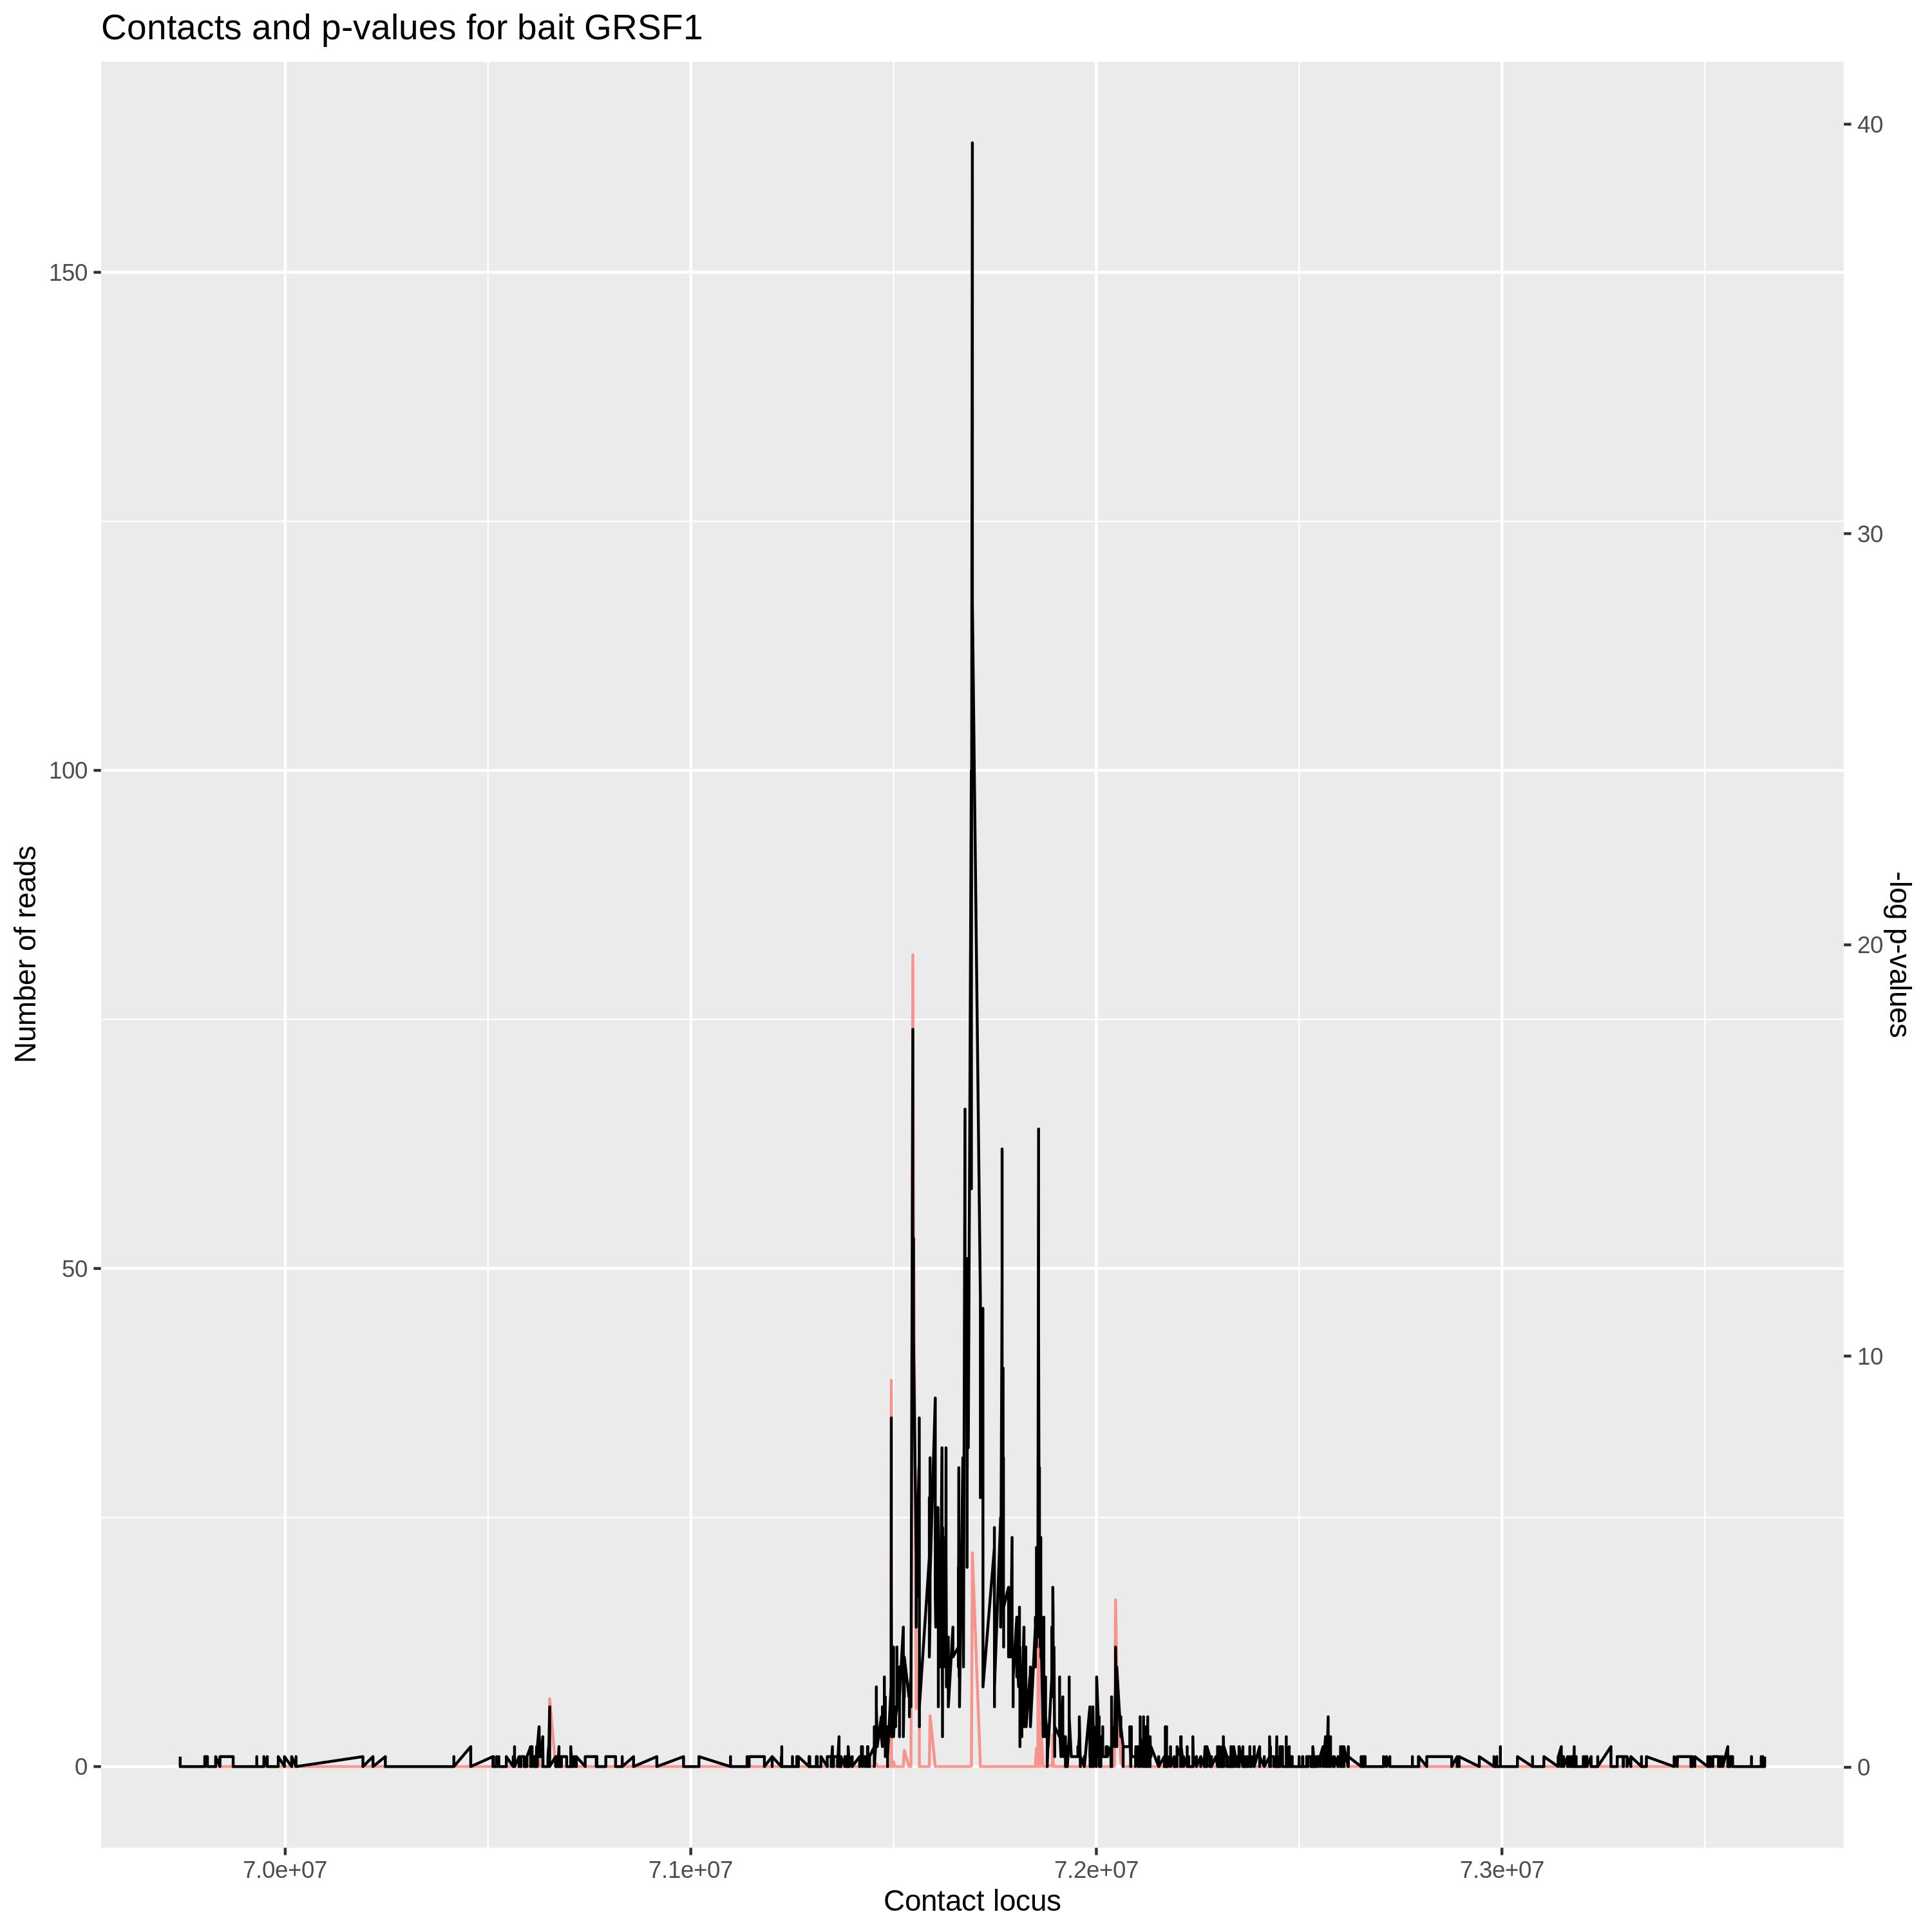 Contacts and p-values for bait GRSF1
150
100
50
0
Number of reads
40
30
20
10
0
-log p-values
7.0e+07
7.1e+07
7.2e+07
7.3e+07
Contact locus